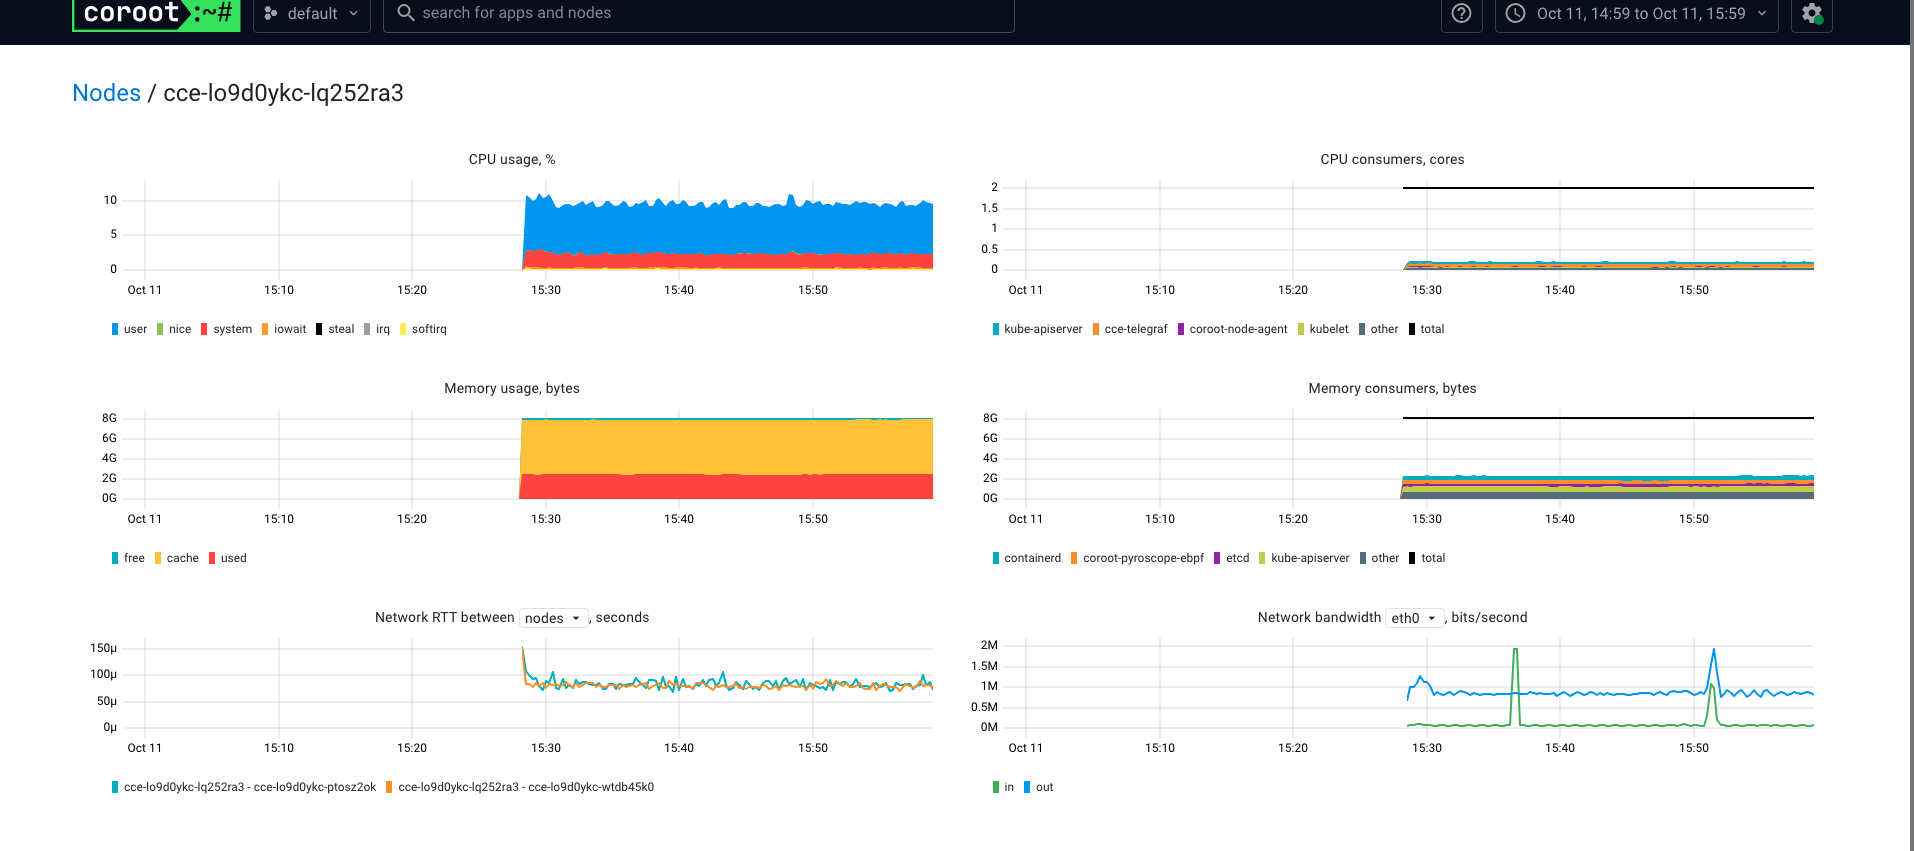 coroot:~#
default
search for apps and nodes
Oct 11, 14:59 to Oct 11, 15:59
Nodes / cce-lo9d0ykc-lq252ra3
CPU usage, %
10
5
0
Oct 11 15:10 15:20 15:30 15:40 15:50
user nice system iowait steal irq softirq
CPU consumers, cores
2
1.5
1
0.5
0
Oct 11 15:10 15:20 15:30 15:40 15:50
kube-apiserver cce-telegraf coroot-node-agent kubelet other total
Memory usage, bytes
8G
6G
4G
2G
0G
Oct 11 15:10 15:20 15:30 15:40 15:50
free cache used
Memory consumers, bytes
8G
6G
4G
2G
0G
Oct 11 15:10 15:20 15:30 15:40 15:50
containerd coroot-pyroscope-ebpf etcd kube-apiserver other total
Network RTT between nodes , seconds
150µ
100µ
50µ
0µ
Oct 11 15:10 15:20 15:30 15:40 15:50
cce-lo9d0ykc-lq252ra3 - cce-lo9d0ykc-ptosz2ok cce-lo9d0ykc-lq252ra3 - cce-lo9d0ykc-wtdb45k0
Network bandwidth eth0 , bits/second
2M
1.5M
1M
0.5M
0M
Oct 11 15:10 15:20 15:30 15:40 15:50
in out